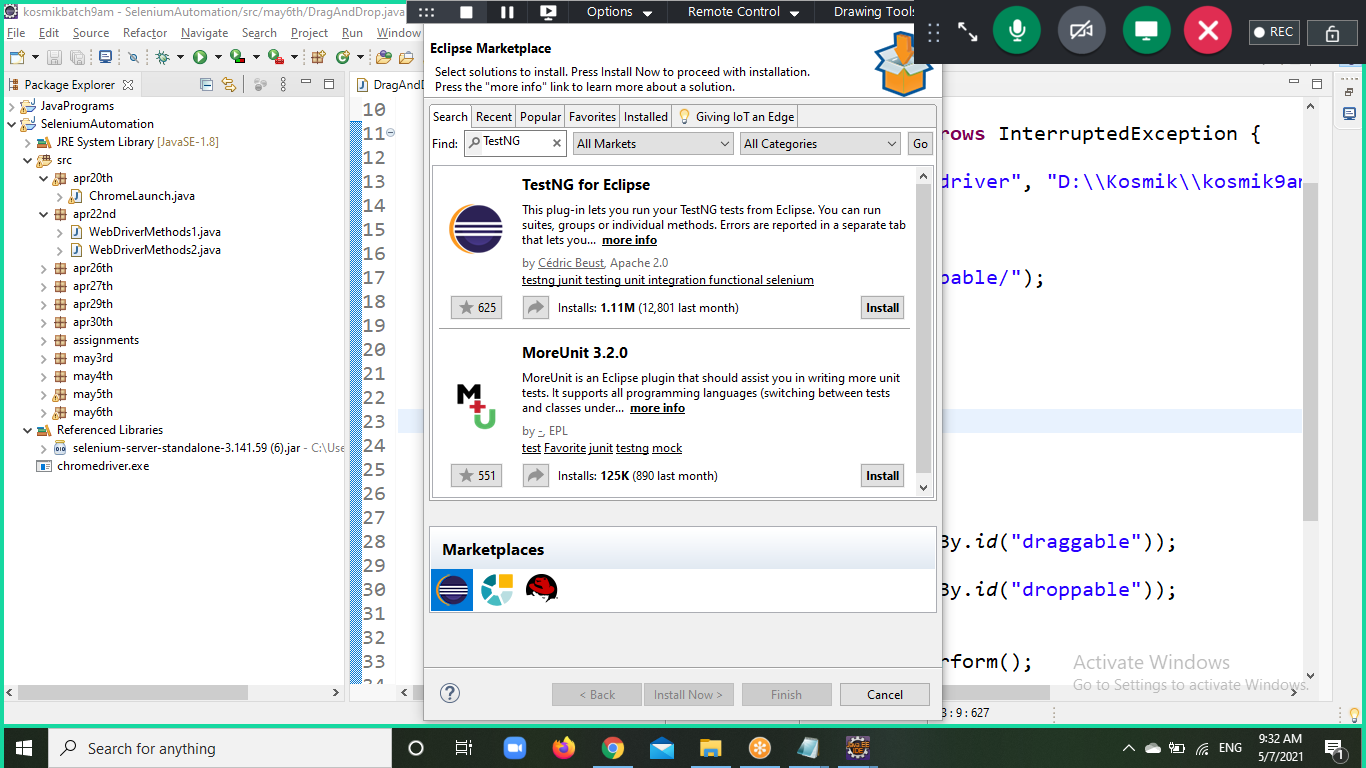 kosmikbatch9am - SeleniumAutomation/src/may6th/DragAndDrop.java
Options
Remote Control
Drawing Tools
REC
File Edit Source Refactor Navigate Search Project Run Window
Package Explorer
JavaPrograms
SeleniumAutomation
JRE System Library [JavaSE-1.8]
src
apr20th
ChromeLaunch.java
apr22nd
WebDriverMethods1.java
WebDriverMethods2.java
apr26th
apr27th
apr29th
apr30th
assignments
may3rd
may4th
may5th
may6th
Referenced Libraries
selenium-server-standalone-3.141.59 (6).jar - C:\Use
chromedriver.exe
DragAndD
10
11
12
13
14
15
16
17
18
19
20
21
22
23
24
25
26
27
28
29
30
31
32
33
Eclipse Marketplace
Select solutions to install. Press Install Now to proceed with installation.
Press the "more info" link to learn more about a solution.
Search Recent Popular Favorites Installed Giving IoT an Edge
Find: TestNG All Markets All Categories Go
TestNG for Eclipse
This plug-in lets you run your TestNG tests from Eclipse. You can run
suites, groups or individual methods. Errors are reported in a separate tab
that lets you... more info
by Cédric Beust, Apache 2.0
testng junit testing unit integration functional selenium
625 Installs: 1.11M (12,801 last month) Install
MoreUnit 3.2.0
M+U
MoreUnit is an Eclipse plugin that should assist you in writing more unit
tests. It supports all programming languages (switching between tests
and classes under... more info
by -, EPL
test Favorite junit testng mock
551 Installs: 125K (890 last month) Install
Marketplaces
< Back Install Now > Finish Cancel
rows InterruptedException {
driver", "D:\\Kosmik\\kosmik9am
pable/");
By.id("draggable"));
By.id("droppable"));
rform();
Activate Windows
Go to Settings to activate Windows.
3 : 9 : 627
Search for anything
ENG
9:32 AM
5/7/2021
1